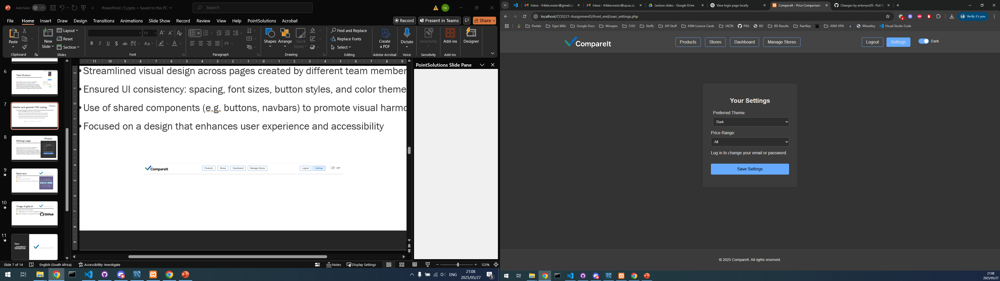 AutoSave Off PowerPoint (1).pptx • Saved to this PC Search NJ
File Home Insert Draw Design Transitions Animations Slide Show Record Review View Help PointSolutions Acrobat Record Present in Teams Share
Paste New Slide Layout Reset Section 19 Shapes Arrange Quick Styles Find and Replace Replace Fonts Select Create a PDF Dictate Sensitivity Add-ins Designer
Clipboard Slides Font Paragraph Drawing Editing Adobe Acrobat Voice Sensitivity Add-ins
6
View Product
7
Header and general CSS styling
8
Settings page
9
Back-end
BACK-END
10
Usage of github
GitHub
11
Demo
CompareIt
• Streamlined visual design across pages created by different team member
• Ensured UI consistency: spacing, font sizes, button styles, and color theme
• Use of shared components (e.g. buttons, navbars) to promote visual harmo
• Focused on a design that enhances user experience and accessibility
CompareIt Products Stores Dashboard Manage Stores Logout Settings Light
PointSolutions Slide Pane
Slide 7 of 14 English (South Africa) Accessibility: Investigate Notes Display Settings 125%
ENG 21:08
2025/05/27 3
Inbox - frikkie.malan@gmail.co Inbox - frikkie.malan@up.ac.za Lecture slides - Google Drive View login page locally CompareIt - Price Comparison Changes by antonyvs05 · Pull R
localhost/COS221-Assignment5/front_end/user_settings.php Verify it's you
Portals Signi Wiki Google Docs Minopex CHO Stuffz API Stuff ARM Licence Cards UKZN PRA BD BD Results NanRep ARM VPN Wheatley Visual Studio Code
CompareIt Products Stores Dashboard Manage Stores Logout Settings Dark
Your Settings
Preferred Theme:
Dark
Price Range:
All
Log in to change your email or password.
Save Settings
© 2025 CompareIt. All rights reserved.
21:08
2025/05/27